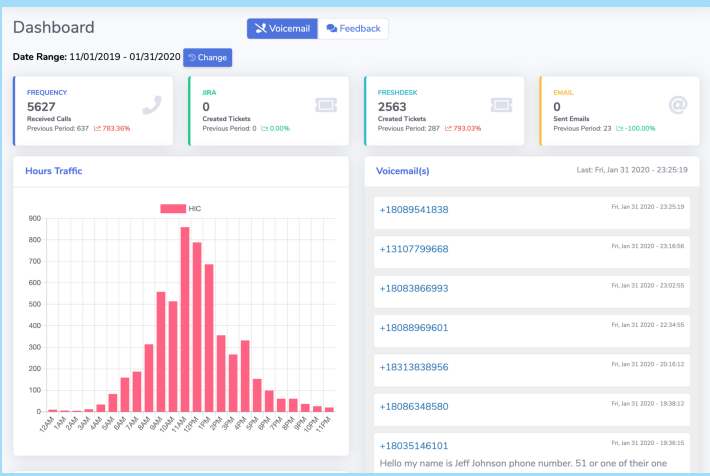 Dashboard
Voicemail
Feedback
Date Range: 11/01/2019 - 01/31/2020
Change
FREQUENCY
5627
Received Calls
Previous Period: 637 783.36%
JIRA
0
Created Tickets
Previous Period: 0 0.00%
FRESHDESK
2563
Created Tickets
Previous Period: 287 793.03%
EMAIL
0
Sent Emails
Previous Period: 23 -100.00%
Hours Traffic
HIC
900
800
700
600
500
400
300
200
100
0
12AM
1AM
2AM
3AM
4AM
5AM
6AM
7AM
8AM
9AM
10AM
11AM
12PM
1PM
2PM
3PM
4PM
5PM
6PM
7PM
8PM
9PM
10PM
11PM
Voicemail(s)
Last: Fri, Jan 31 2020 - 23:25:19
+18089541838 Fri, Jan 31 2020 - 23:25:19
+13107799668 Fri, Jan 31 2020 - 23:16:56
+18083866993 Fri, Jan 31 2020 - 23:02:55
+18088969601 Fri, Jan 31 2020 - 22:34:55
+18313838956 Fri, Jan 31 2020 - 20:16:12
+18086348580 Fri, Jan 31 2020 - 19:38:12
+18035146101 Fri, Jan 31 2020 - 19:36:15
Hello my name is Jeff Johnson phone number. 51 or one of their one